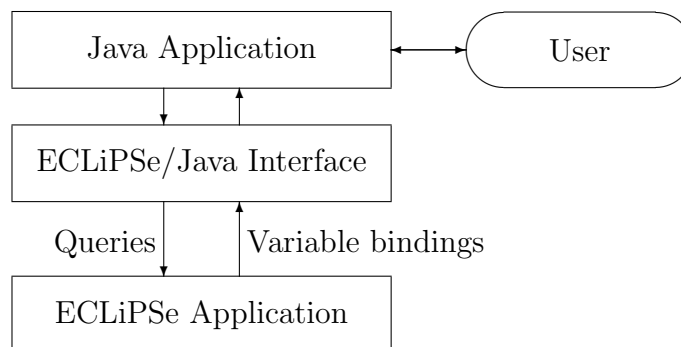 Java Application
User
ECLiPSe/Java Interface
Queries
Variable bindings
ECLiPSe Application